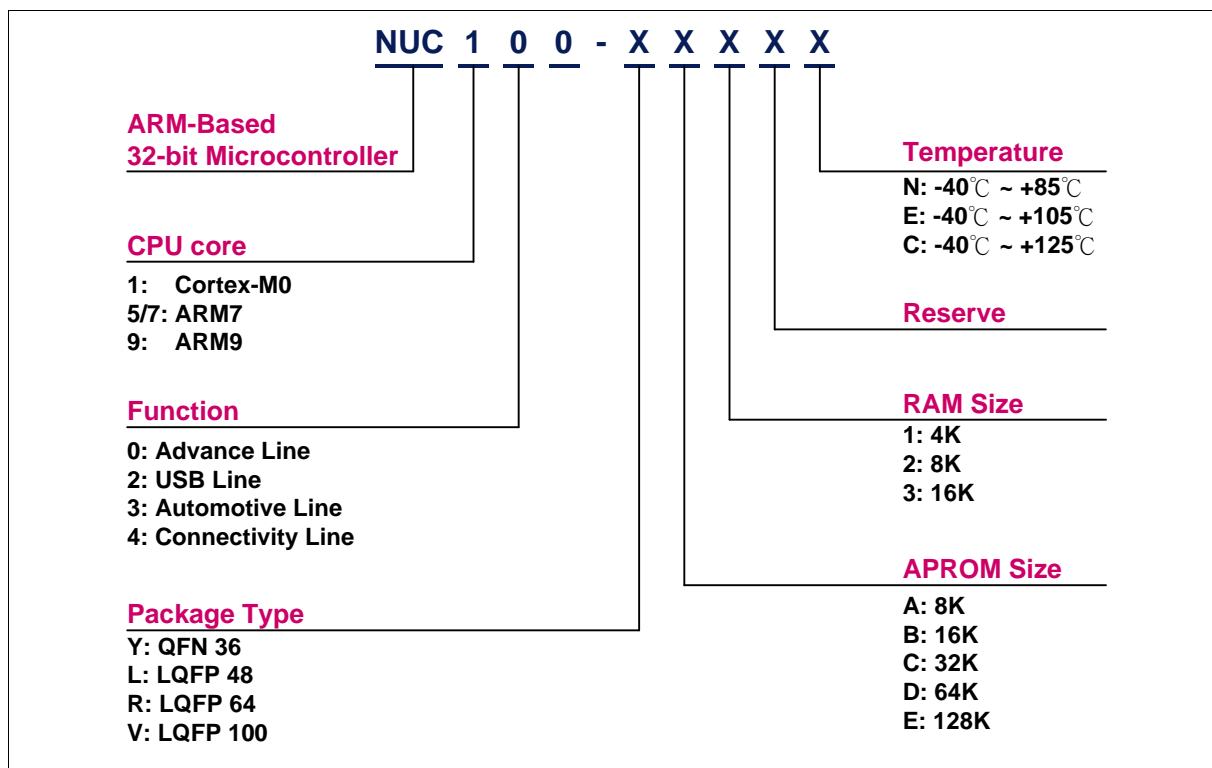 NUC 1 0 0 - X X X X X
ARM-Based
32-bit Microcontroller
CPU core
1: Cortex-M0
5/7: ARM7
9: ARM9
Function
0: Advance Line
2: USB Line
3: Automotive Line
4: Connectivity Line
Package Type
Y: QFN 36
L: LQFP 48
R: LQFP 64
V: LQFP 100
Temperature
N: -40℃ ~ +85℃
E: -40℃ ~ +105℃
C: -40℃ ~ +125℃
Reserve
RAM Size
1: 4K
2: 8K
3: 16K
APROM Size
A: 8K
B: 16K
C: 32K
D: 64K
E: 128K